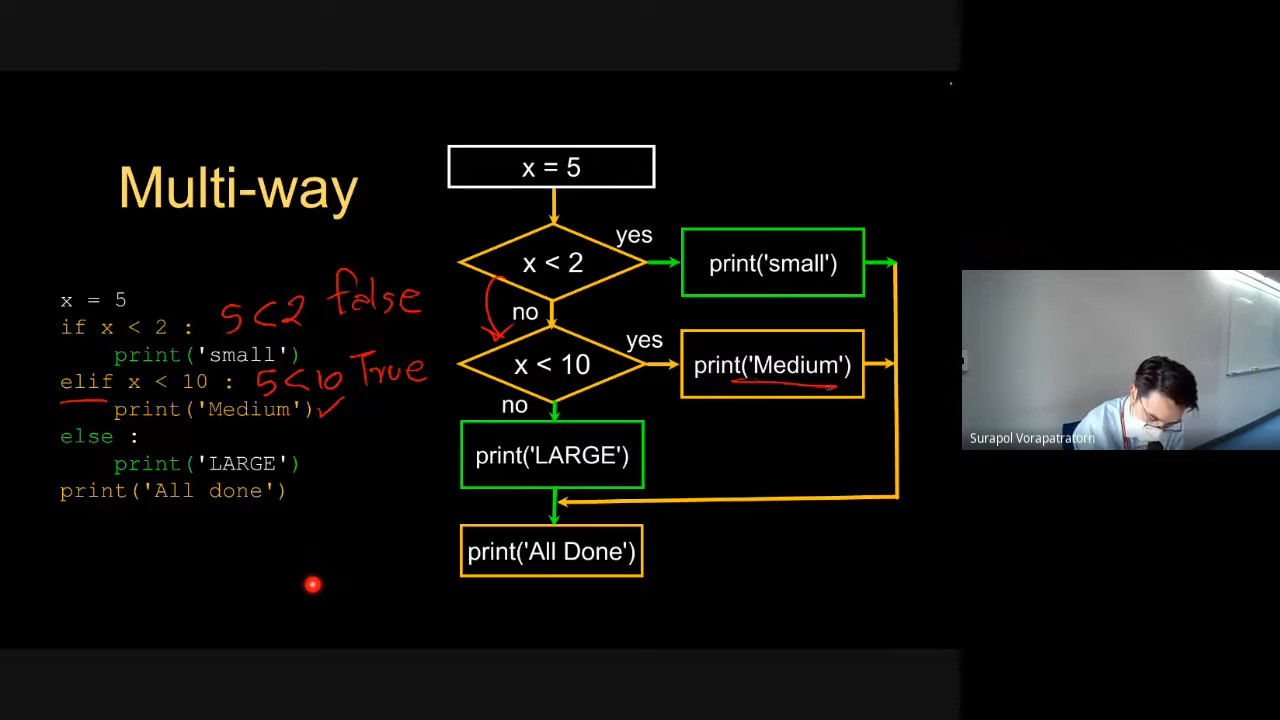 Multi-way
x = 5
if x < 2 : 5 < 2 false
print('small')
elif x < 10 : 5 < 10 True
print('Medium')
else :
print('LARGE')
print('All done')
x = 5
x < 2
yes
print('small')
no
x < 10
yes
print('Medium')
no
print('LARGE')
print('All Done')
Surapol Vorapatratorn